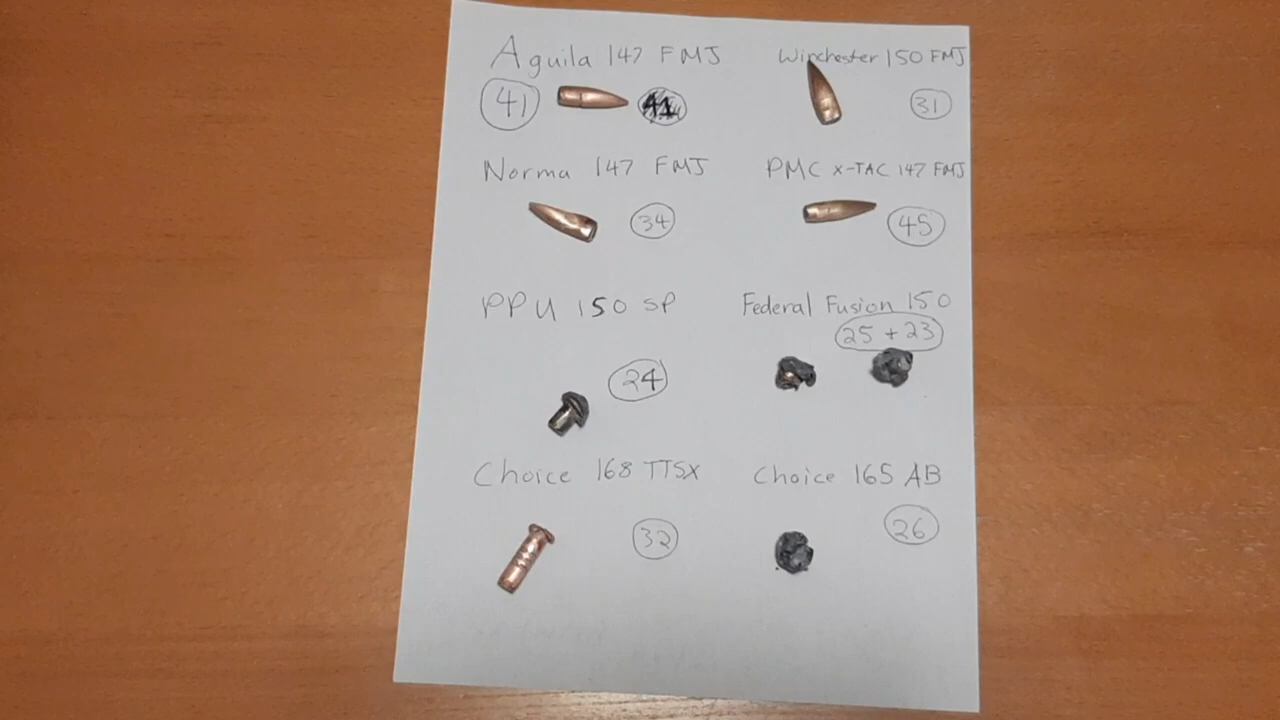 Aguila 147 FMJ
41
41
Winchester 150 FMJ
31
Norma 147 FMJ
34
PMC X-TAC 147 FMJ
45
PPU 150 SP
24
Federal Fusion 150
25 + 23
Choice 168 TTSX
32
Choice 165 AB
26